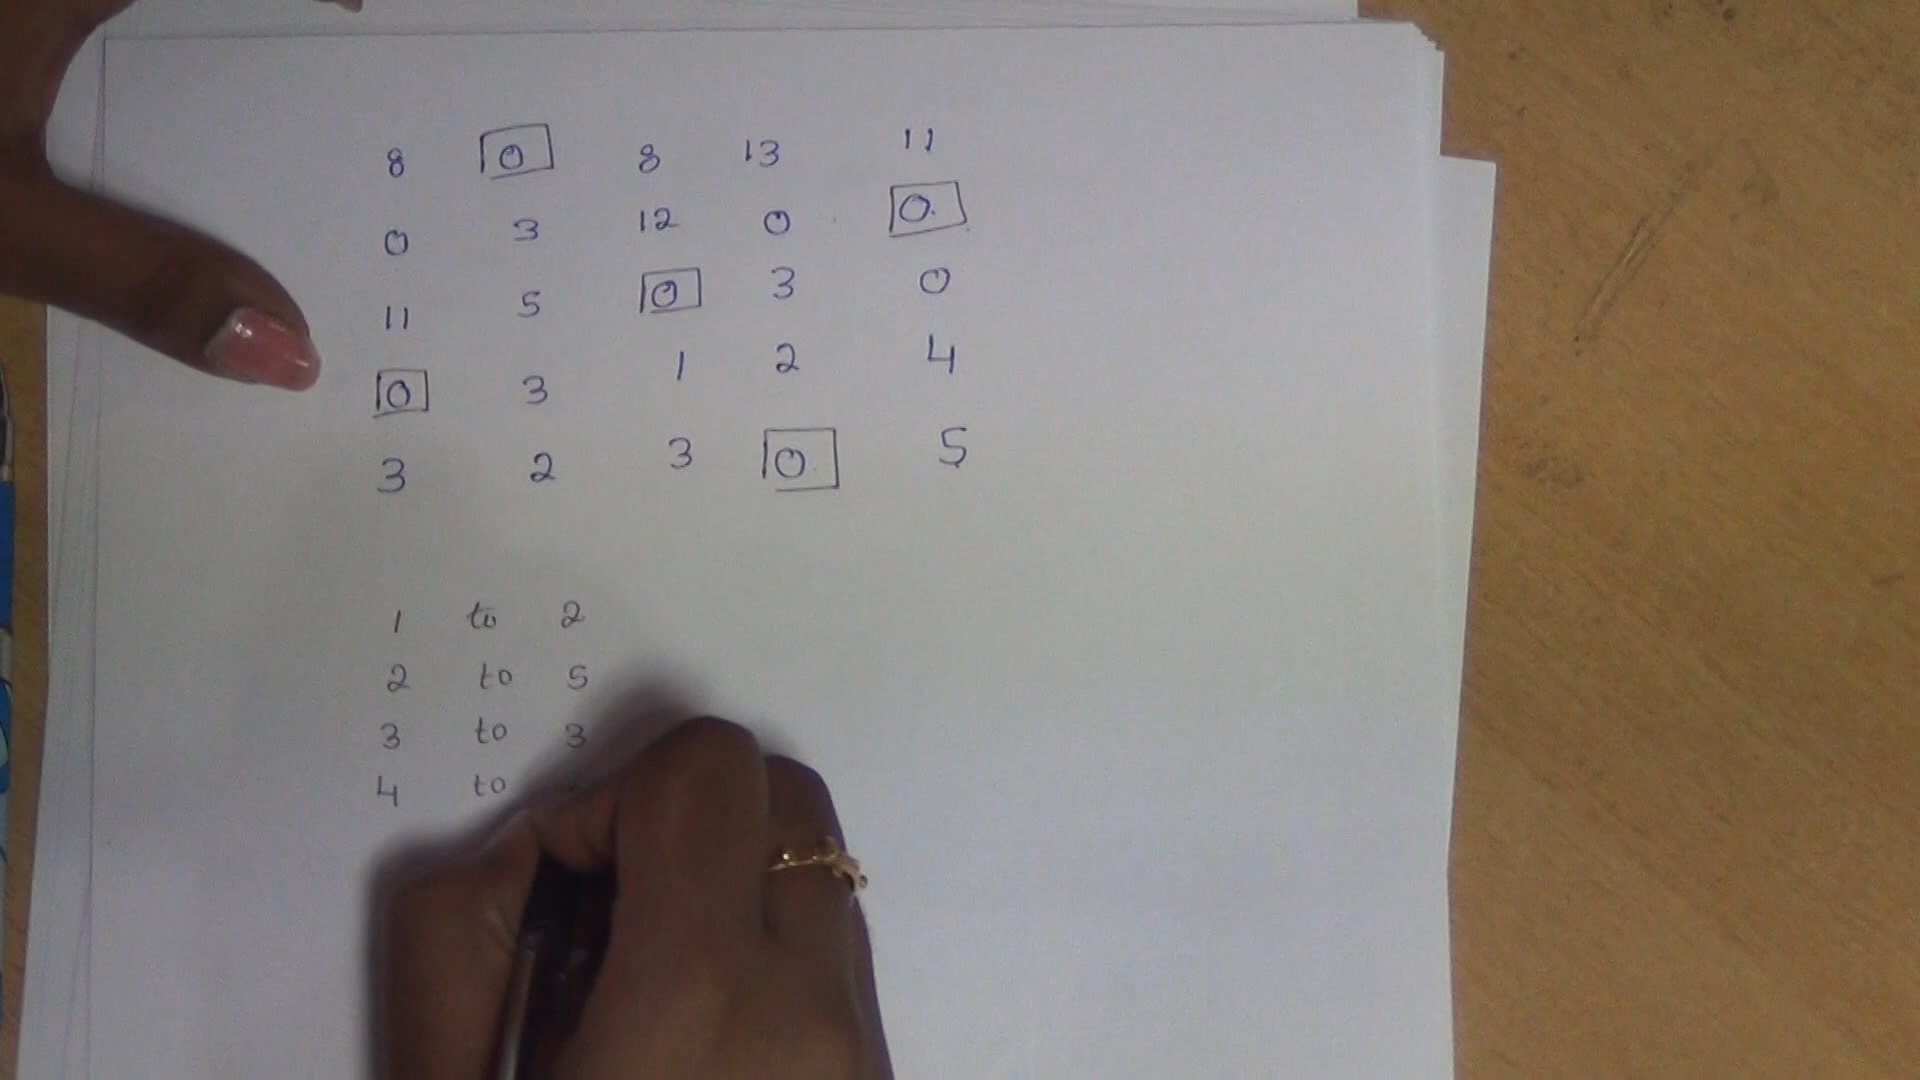 8 0 8 13 11
0 3 12 0 0
11 5 0 3 0
0 3 1 2 4
3 2 3 0 5
1 to 2
2 to 5
3 to 3
4 to